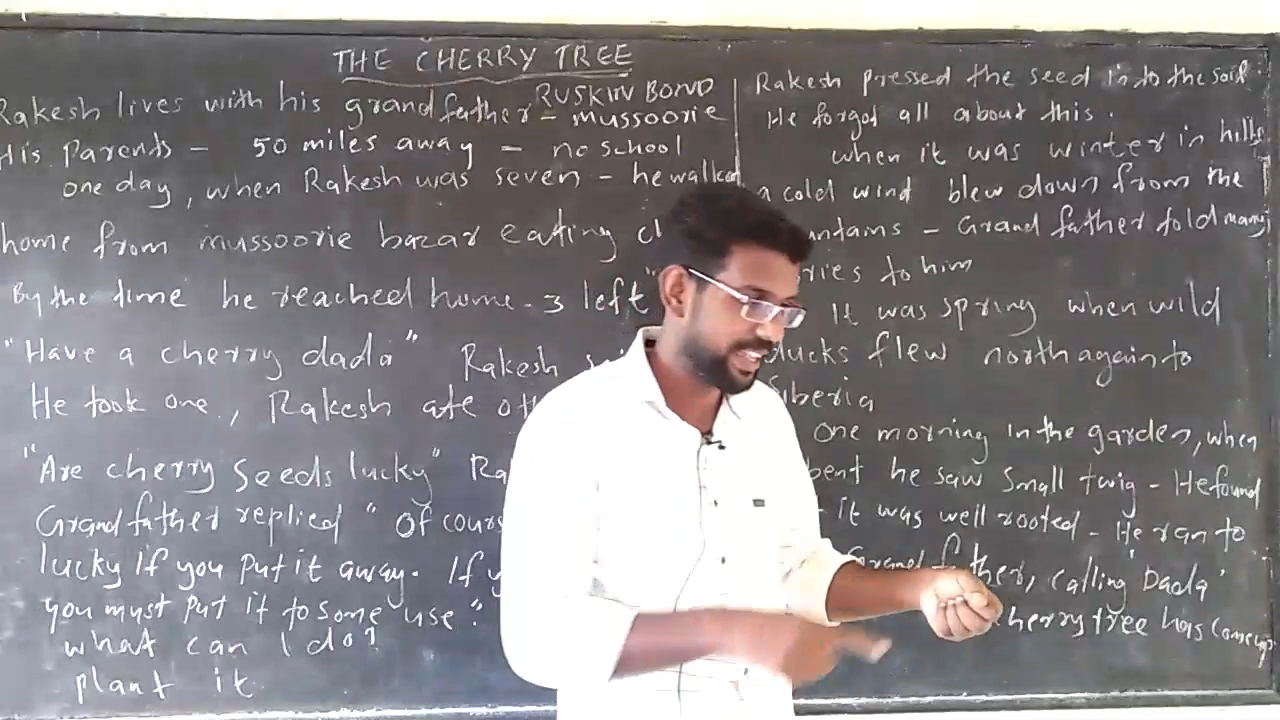 THE CHERRY TREE
RUSKIN BOND
Rakesh lives with his grandfather - mussoorie
His Parents - 50 miles away - no school
one day, when Rakesh was seven - he walked
home from mussoorie bazar eating
By the time he reached home - 3 left
"Have a cherry dada" Rakesh
He took one, Rakesh ate
"Are cherry seeds lucky"
Grandfather replied "of
lucky if you put it away. If
you must put it to some use."
what can I do?
plant it
Rakesh pressed the seed into the soil.
He forgot all about this.
when it was winter in hills
a cold wind blew down from the
- Grand father told many
to him
It was spring when wild
ducks flew north again to
Siberia
one morning in the garden, when
bent he saw small twig - He found
- it was well rooted - He ran to
calling 'Dada'
tree has come up